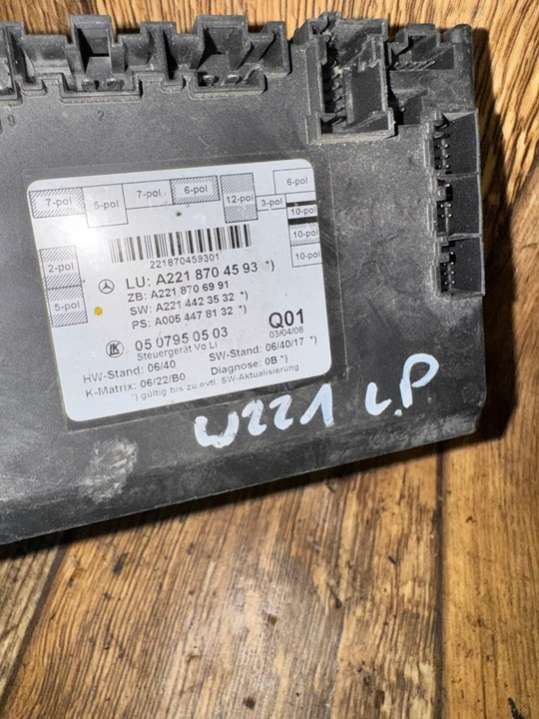 9 2
7-pol 5-pol 7-pol 6-pol 12-pol 3-pol 6-pol
10-pol
10-pol
10-pol
2-pol
5-pol
221870459301
LU: A221 870 45 93 *)
ZB: A221 870 69 91
SW: A221 442 35 32 *)
PS: A005 447 81 32 *)
05 0795 05 03 Q01
Steuergerät Vo Li 03/04/08
HW-Stand: 06/40 SW-Stand: 06/40/17 *)
K-Matrix: 06/22/B0 Diagnose: 0B *)
*) gültig bis zu evtl. SW-Aktualisierung
W221 L.P